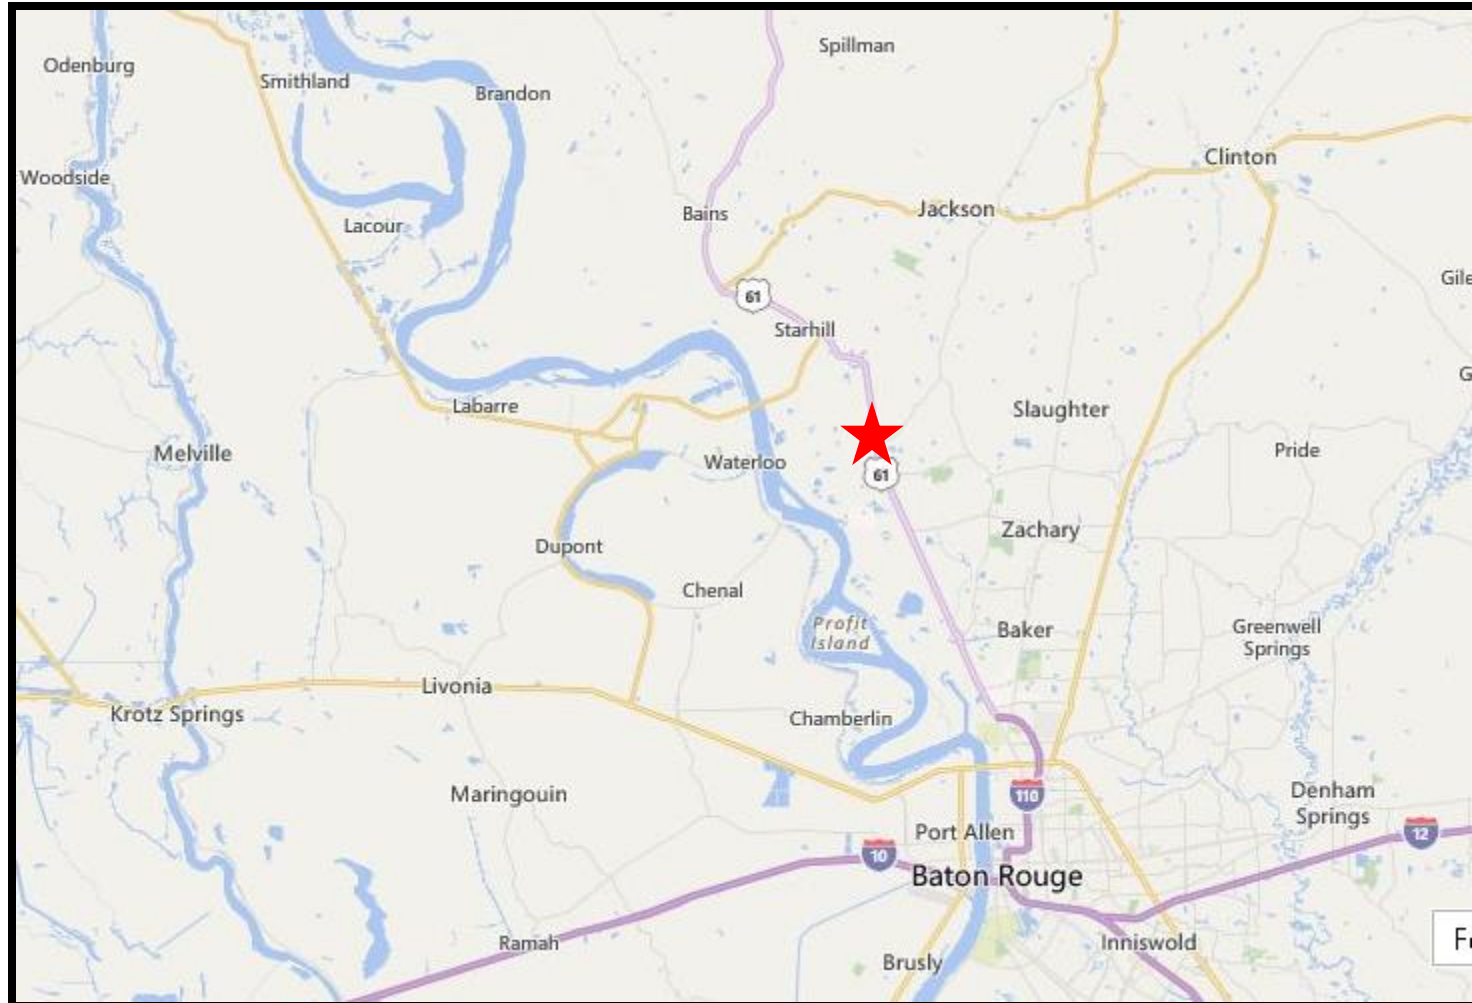 Spillman
Odenburg
Smithland
Brandon
Clinton
Woodside
Jackson
Bains
Lacour
Gile
61
Starhill
G
Labarre
Slaughter
Pride
Melville
Waterloo
61
Zachary
Dupont
Chenal
Profit
Island
Baker
Greenwell
Springs
Livonia
Krotz Springs
Chamberlin
Maringouin
110
Denham
Springs
Port Allen
12
10
Baton Rouge
Ramah
Inniswold
Brusly